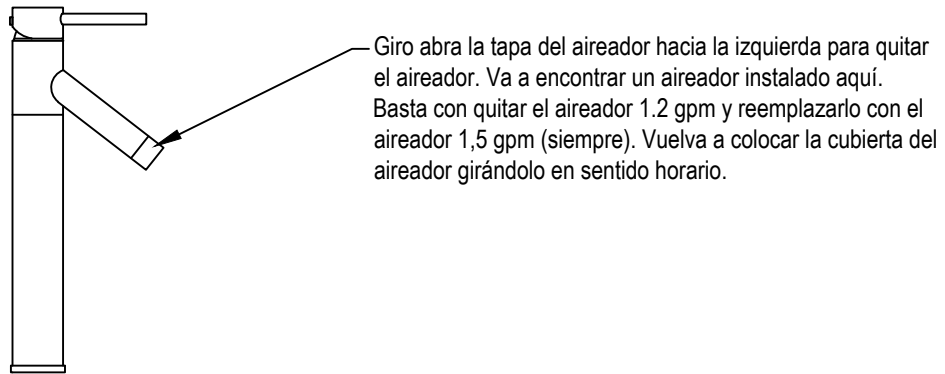 Giro abra la tapa del aireador hacia la izquierda para quitar
el aireador. Va a encontrar un aireador instalado aquí.
Basta con quitar el aireador 1.2 gpm y reemplazarlo con el
aireador 1,5 gpm (siempre). Vuelva a colocar la cubierta del
aireador girándolo en sentido horario.